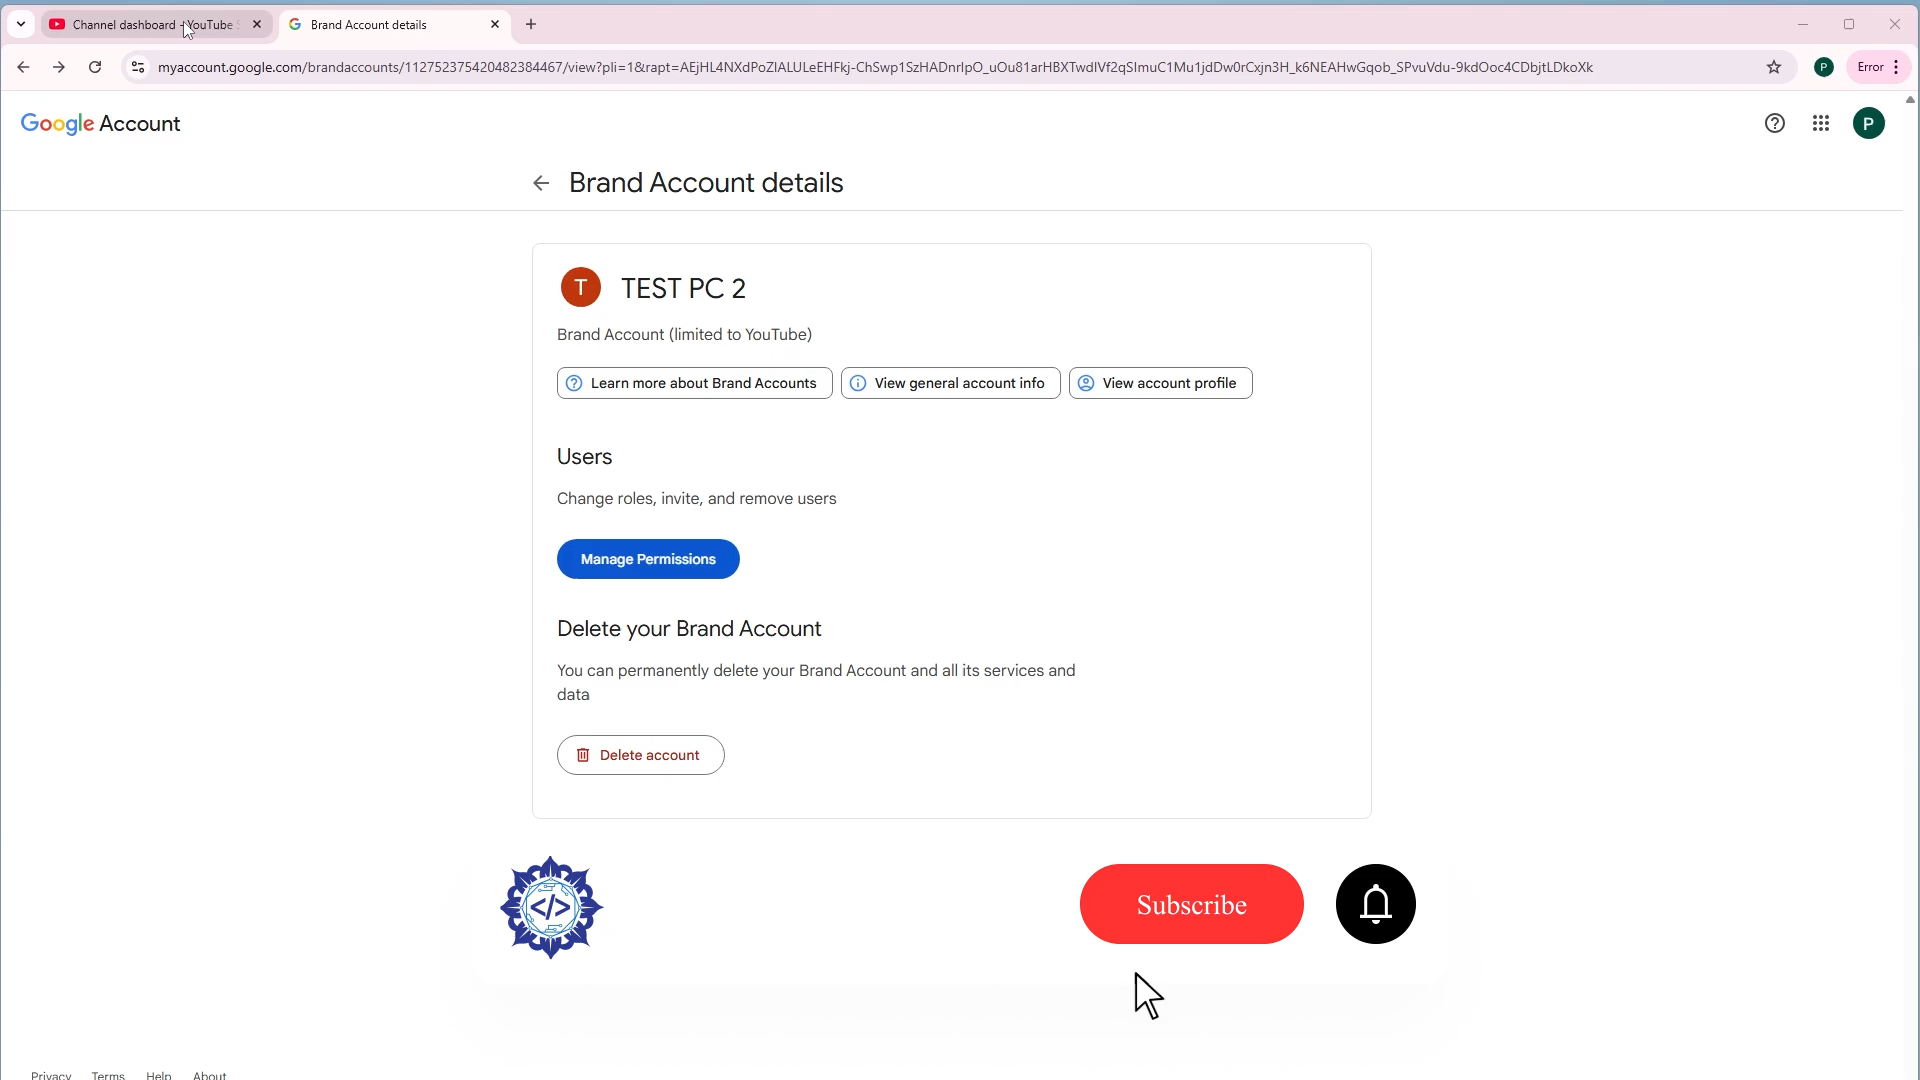 Channel dashboard - YouTube S
Brand Account details
myaccount.google.com/brandaccounts/112752375420482384467/view?pli=1&rapt=AEjHL4NXdPoZIALULeEHFkj-ChSwp1SzHADnrIpO_uOu81arHBXTwdIVf2qSImuC1Mu1jdDw0rCxjn3H_k6NEAHwGqob_SPvuVdu-9kdOoc4CDbjtLDkoXk
P
Error
Google Account
P
Brand Account details
T
TEST PC 2
Brand Account (limited to YouTube)
Learn more about Brand Accounts
View general account info
View account profile
Users
Change roles, invite, and remove users
Manage Permissions
Delete your Brand Account
You can permanently delete your Brand Account and all its services and
data
Delete account
</>
Subscribe
Privacy Terms Help About